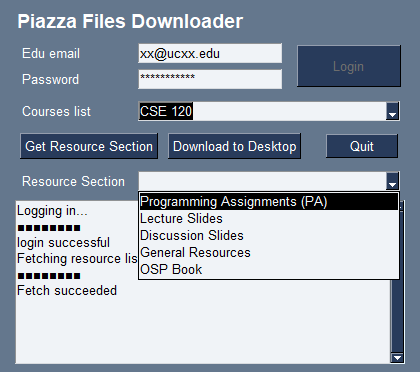 Piazza Files Downloader
Edu email
xx@ucxx.edu
Login
Password
***********
Courses list
CSE 120
Get Resource Section
Download to Desktop
Quit
Resource Section
Programming Assignments (PA)
Lecture Slides
Discussion Slides
General Resources
OSP Book
Logging in...
■■■■■■■■
login successful
Fetching resource lis
■■■■■■■■
Fetch succeeded